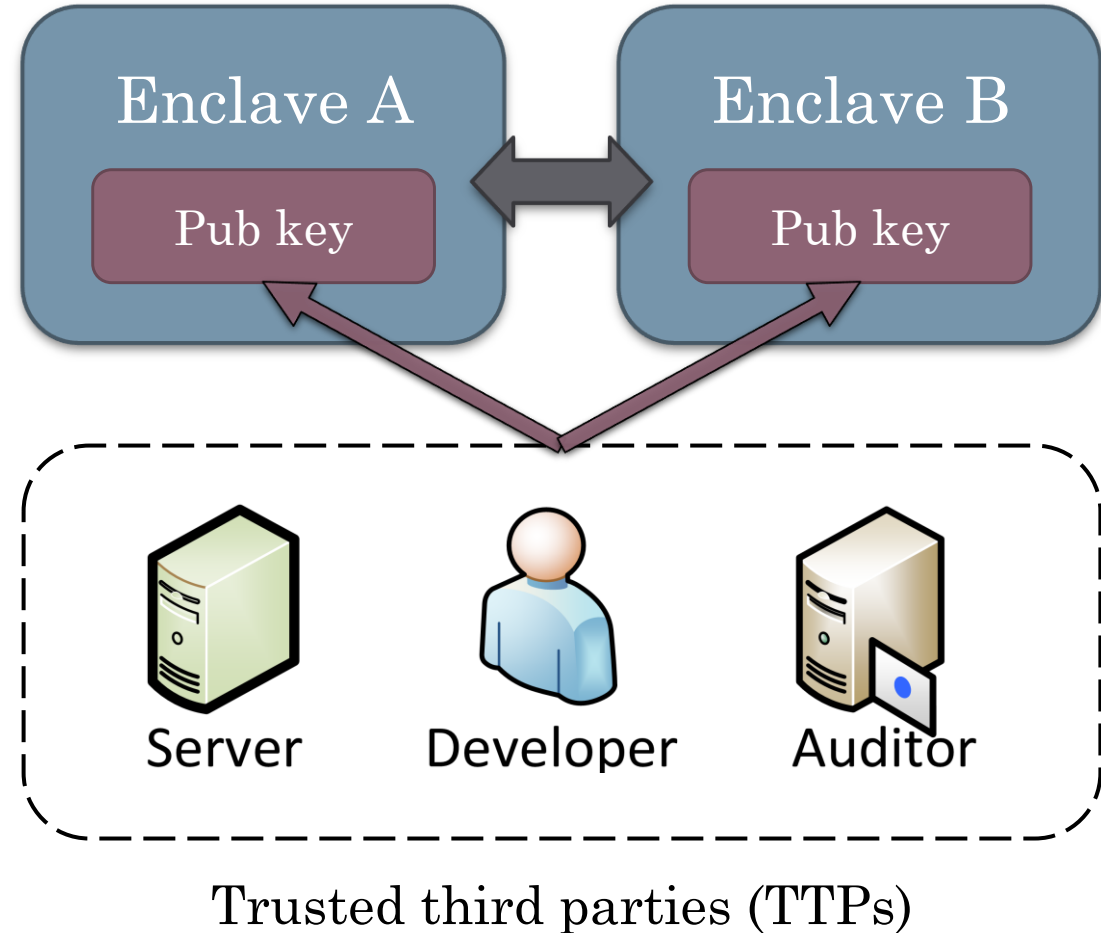 Enclave A
Enclave B
Pub key
Pub key
Server
Developer
Auditor
Trusted third parties (TTPs)